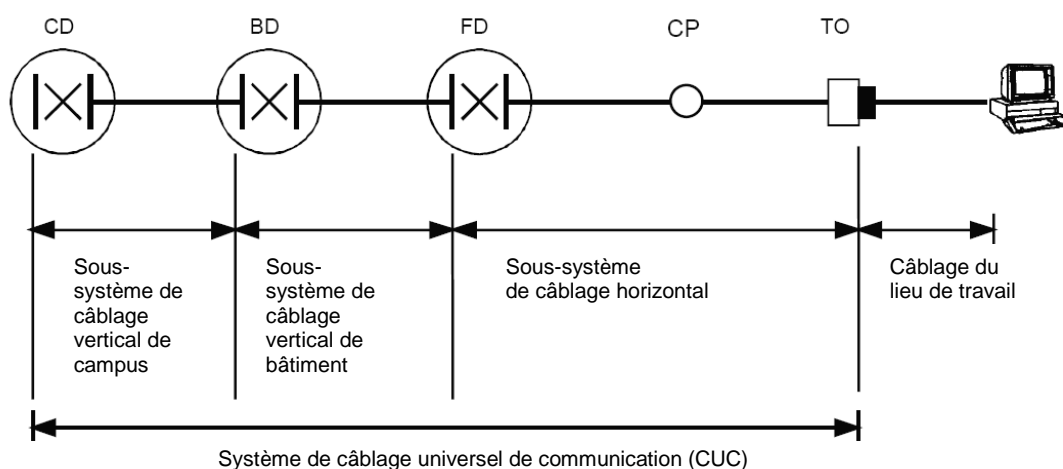 CD
BD
FD
CP
TO
Sous-
système de
câblage
vertical de
campus
Sous-
système de
câblage
vertical de
bâtiment
Sous-système
de câblage horizontal
Câblage du
lieu de travail
Système de câblage universel de communication (CUC)